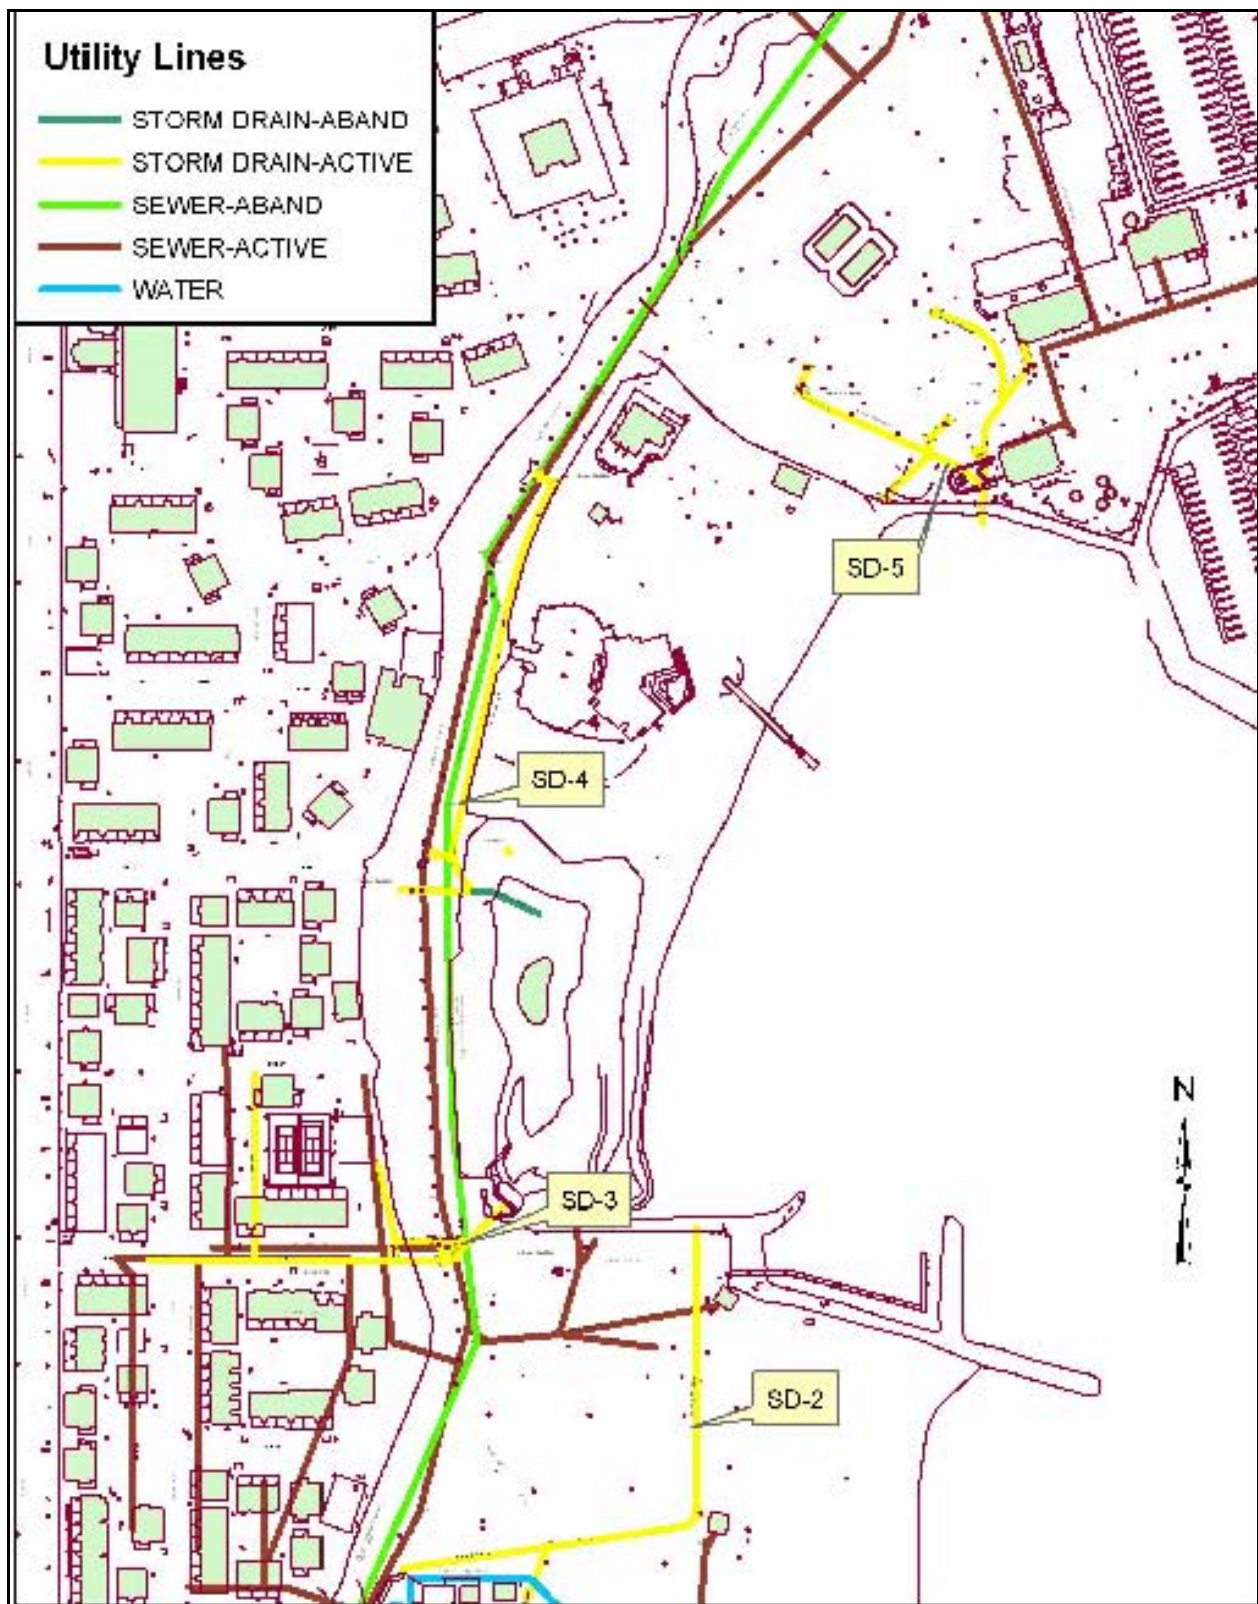 Utility Lines
STORM DRAIN-ABAND
STORM DRAIN-ACTIVE
SEWER-ABAND
SEWER-ACTIVE
WATER
SD-5
SD-4
N
SD-3
SD-2